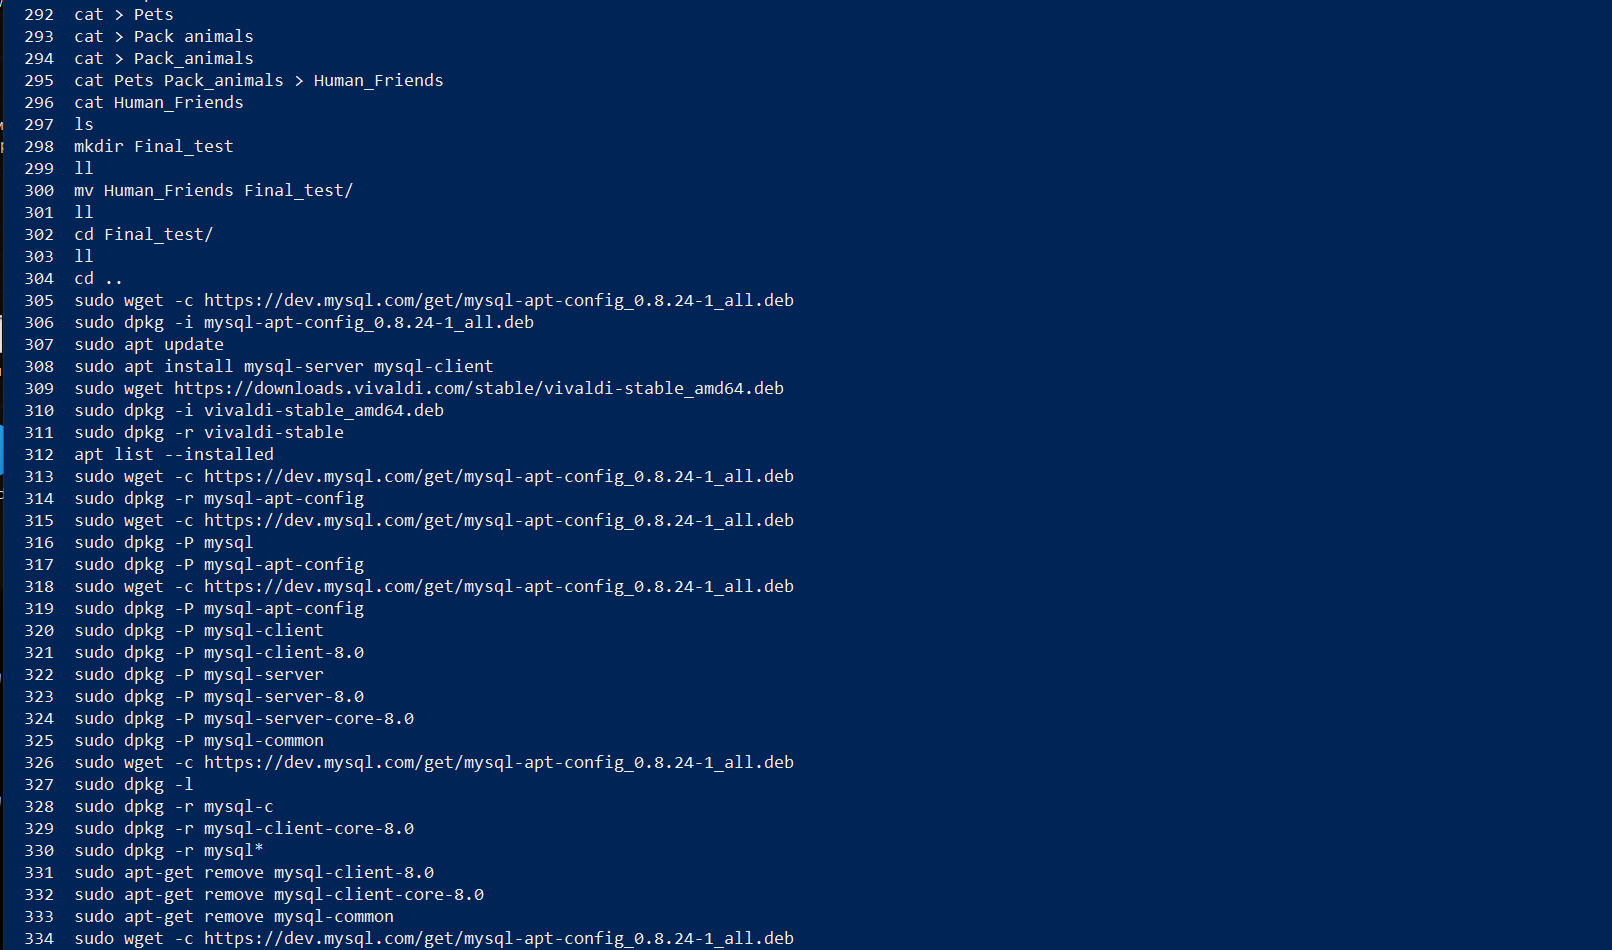 292 cat > Pets
293 cat > Pack animals
294 cat > Pack_animals
295 cat Pets Pack_animals > Human_Friends
296 cat Human_Friends
297 ls
298 mkdir Final_test
299 ll
300 mv Human_Friends Final_test/
301 ll
302 cd Final_test/
303 ll
304 cd ..
305 sudo wget -c https://dev.mysql.com/get/mysql-apt-config_0.8.24-1_all.deb
306 sudo dpkg -i mysql-apt-config_0.8.24-1_all.deb
307 sudo apt update
308 sudo apt install mysql-server mysql-client
309 sudo wget https://downloads.vivaldi.com/stable/vivaldi-stable_amd64.deb
310 sudo dpkg -i vivaldi-stable_amd64.deb
311 sudo dpkg -r vivaldi-stable
312 apt list --installed
313 sudo wget -c https://dev.mysql.com/get/mysql-apt-config_0.8.24-1_all.deb
314 sudo dpkg -r mysql-apt-config
315 sudo wget -c https://dev.mysql.com/get/mysql-apt-config_0.8.24-1_all.deb
316 sudo dpkg -P mysql
317 sudo dpkg -P mysql-apt-config
318 sudo wget -c https://dev.mysql.com/get/mysql-apt-config_0.8.24-1_all.deb
319 sudo dpkg -P mysql-apt-config
320 sudo dpkg -P mysql-client
321 sudo dpkg -P mysql-client-8.0
322 sudo dpkg -P mysql-server
323 sudo dpkg -P mysql-server-8.0
324 sudo dpkg -P mysql-server-core-8.0
325 sudo dpkg -P mysql-common
326 sudo wget -c https://dev.mysql.com/get/mysql-apt-config_0.8.24-1_all.deb
327 sudo dpkg -l
328 sudo dpkg -r mysql-c
329 sudo dpkg -r mysql-client-core-8.0
330 sudo dpkg -r mysql*
331 sudo apt-get remove mysql-client-8.0
332 sudo apt-get remove mysql-client-core-8.0
333 sudo apt-get remove mysql-common
334 sudo wget -c https://dev.mysql.com/get/mysql-apt-config_0.8.24-1_all.deb